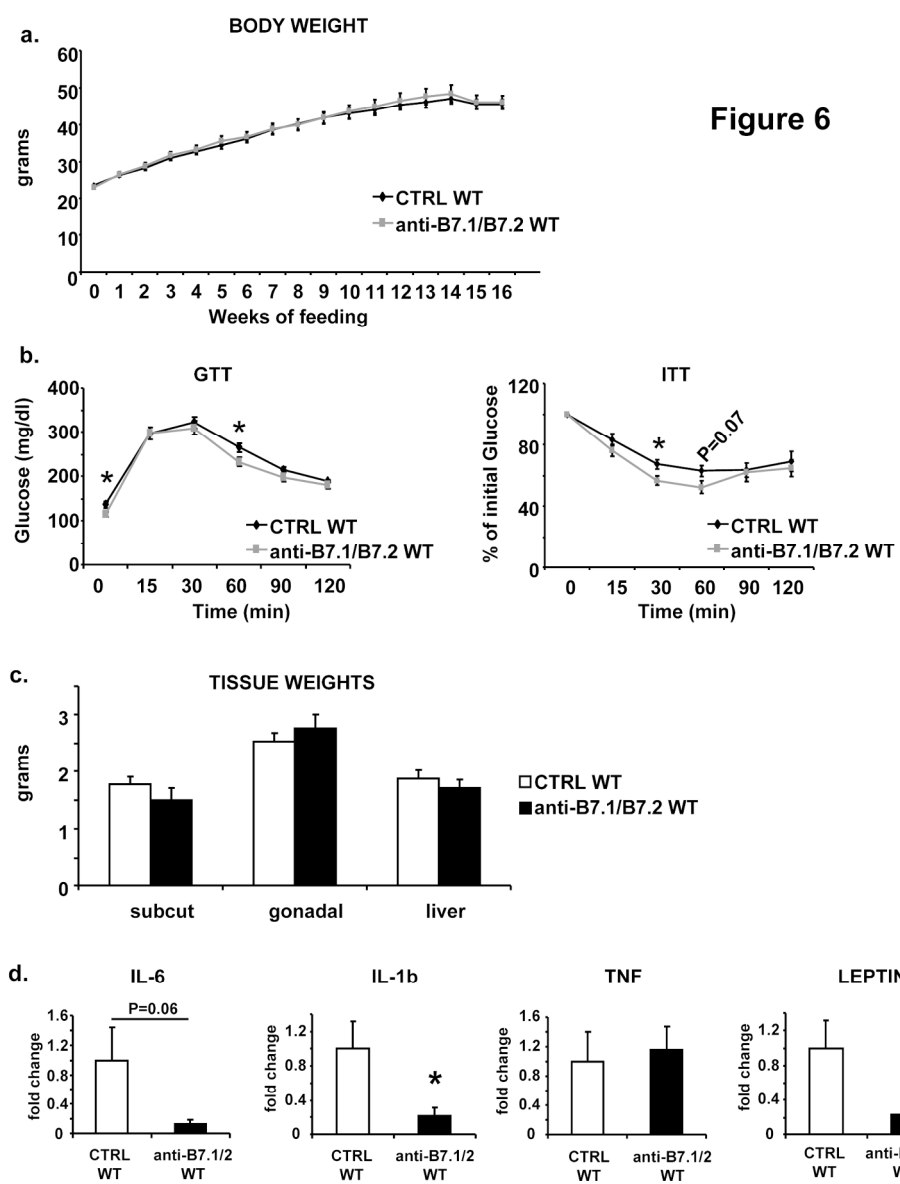 a.
BODY WEIGHT
Figure 6
grams
60
50
40
30
20
10
0
CTRL WT
anti-B7.1/B7.2 WT
0 1 2 3 4 5 6 7 8 9 10 11 12 13 14 15 16
Weeks of feeding
b.
GTT
Glucose (mg/dl)
400
300
200
100
0
*
*
CTRL WT
anti-B7.1/B7.2 WT
0 15 30 60 90 120
Time (min)
ITT
% of initial Glucose
120
80
60
40
20
0
*
P=0.07
CTRL WT
anti-B7.1/B7.2 WT
0 15 30 60 90 120
Time (min)
c.
TISSUE WEIGHTS
grams
3
2
1
0
CTRL WT
anti-B7.1/B7.2 WT
subcut gonadal liver
d.
IL-6
fold change
1.6
1.2
0.8
0.4
0
P=0.06
CTRL WT
anti-B7.1/2 WT
IL-1b
fold change
1.2
0.8
0.4
0
*
CTRL WT
anti-B7.1/2 WT
TNF
fold change
1.6
1.2
0.8
0.4
0
CTRL WT
anti-B7.1/2 WT
LEPTIN
fold change
1.2
0.8
0.4
0
CTRL WT